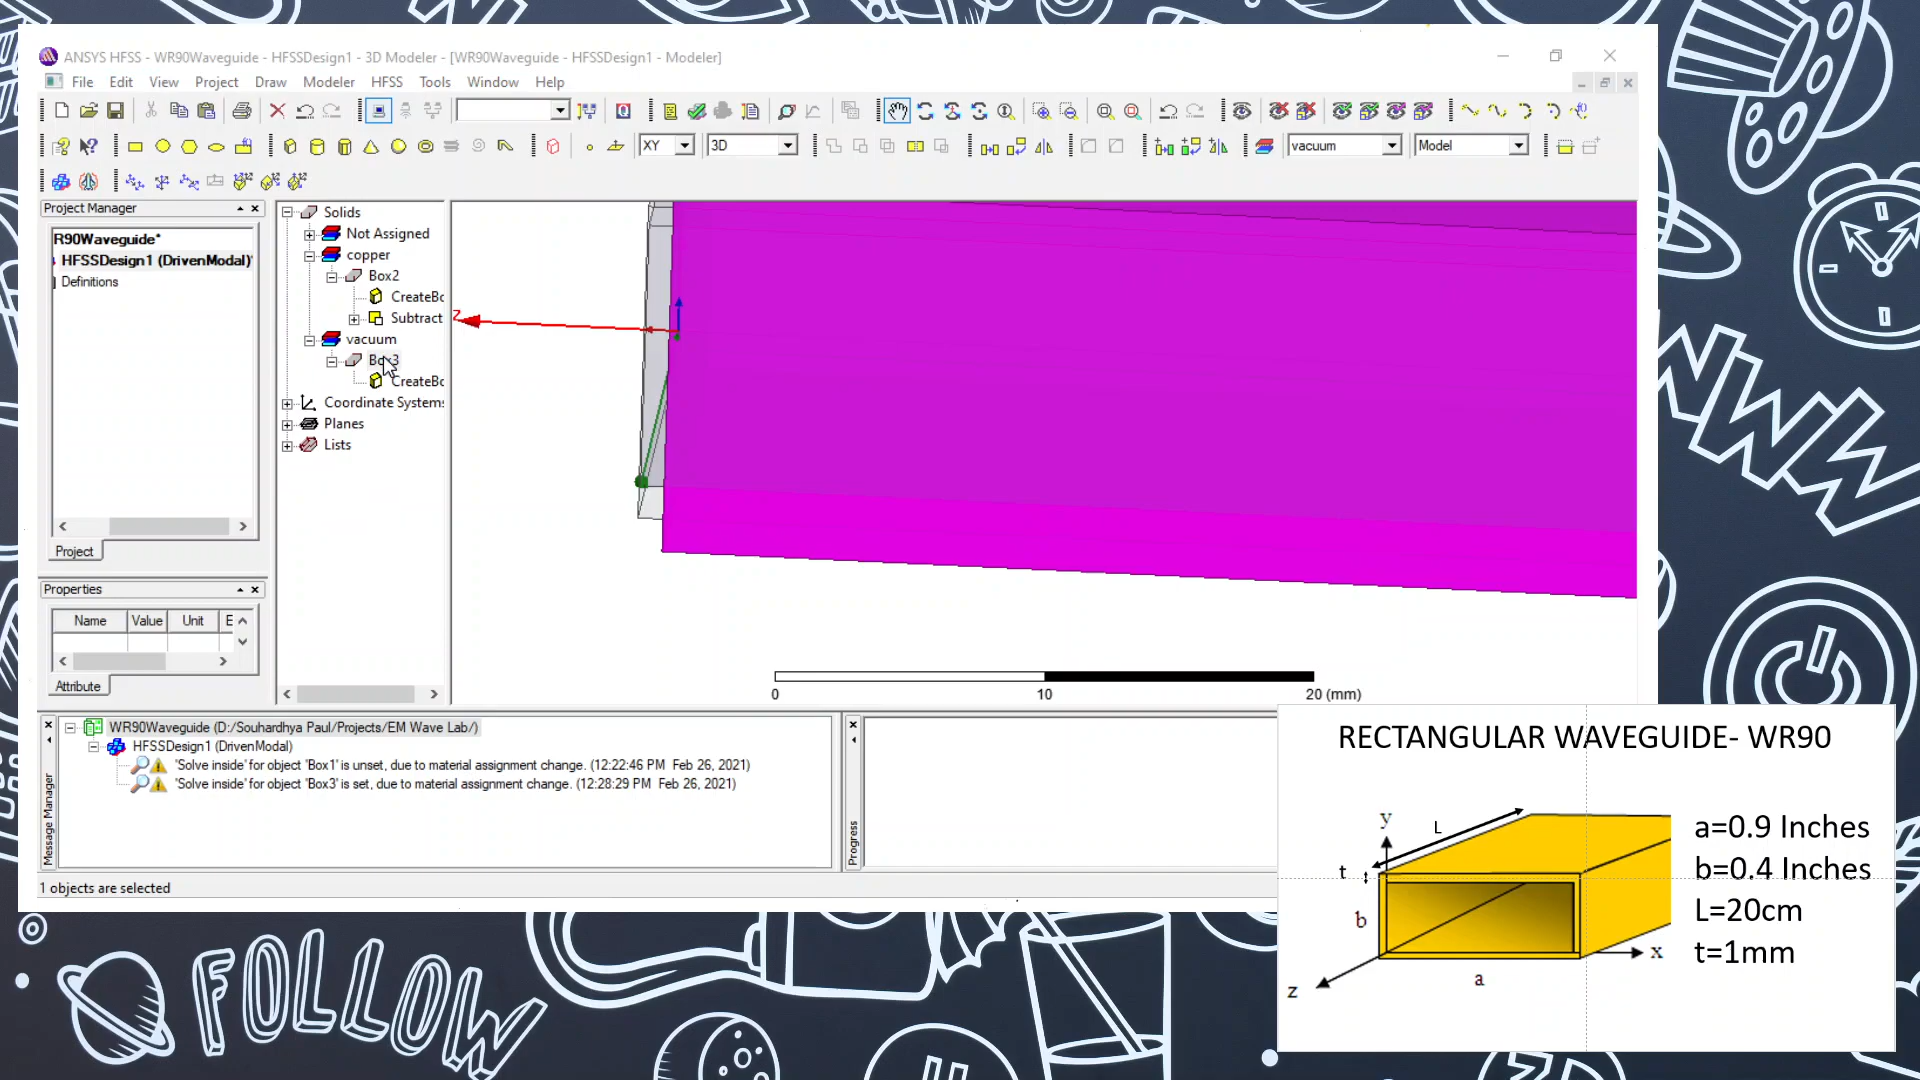 ANSYS HFSS - WR90Waveguide - HFSSDesign1 - 3D Modeler - [WR90Waveguide - HFSSDesign1 - Modeler]
File Edit View Project Draw Modeler HFSS Tools Window Help
XY 3D vacuum Model
Project Manager
R90Waveguide*
HFSSDesign1 (DrivenModal)*
Definitions
Project
Properties
Name Value Unit E
Attribute
Solids
Not Assigned
copper
Box2
CreateBo
Subtract
vacuum
Box3
CreateBo
Coordinate Systems
Planes
Lists
Z
0 10 20 (mm)
Message Manager
WR90Waveguide (D:/Souhardhya Paul/Projects/EM Wave Lab/)
HFSSDesign1 (DrivenModal)
'Solve inside' for object 'Box1' is unset, due to material assignment change. (12:22:46 PM Feb 26, 2021)
'Solve inside' for object 'Box3' is set, due to material assignment change. (12:28:29 PM Feb 26, 2021)
Progress
1 objects are selected
RECTANGULAR WAVEGUIDE- WR90
y
L
t
b
a
x
z
a=0.9 Inches
b=0.4 Inches
L=20cm
t=1mm
FOLLOW